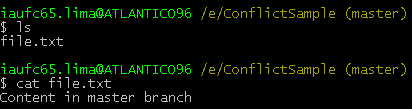 iaufc65.lima@ATLANTICO96 /e/ConflictSample (master)
$ ls
file.txt
iaufc65.lima@ATLANTICO96 /e/ConflictSample (master)
$ cat file.txt
Content in master branch